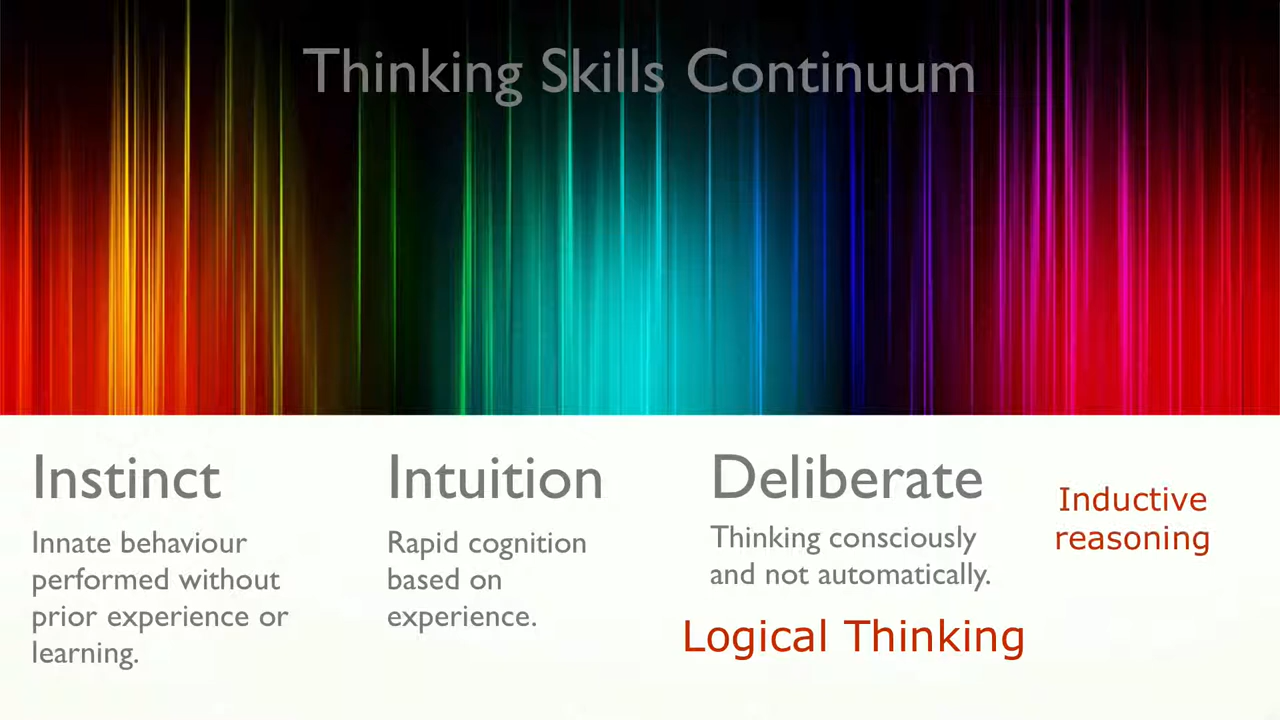 Thinking Skills Continuum
Instinct
Innate behaviour
performed without
prior experience or
learning.
Intuition
Rapid cognition
based on
experience.
Deliberate
Thinking consciously
and not automatically.
Logical Thinking
Inductive
reasoning